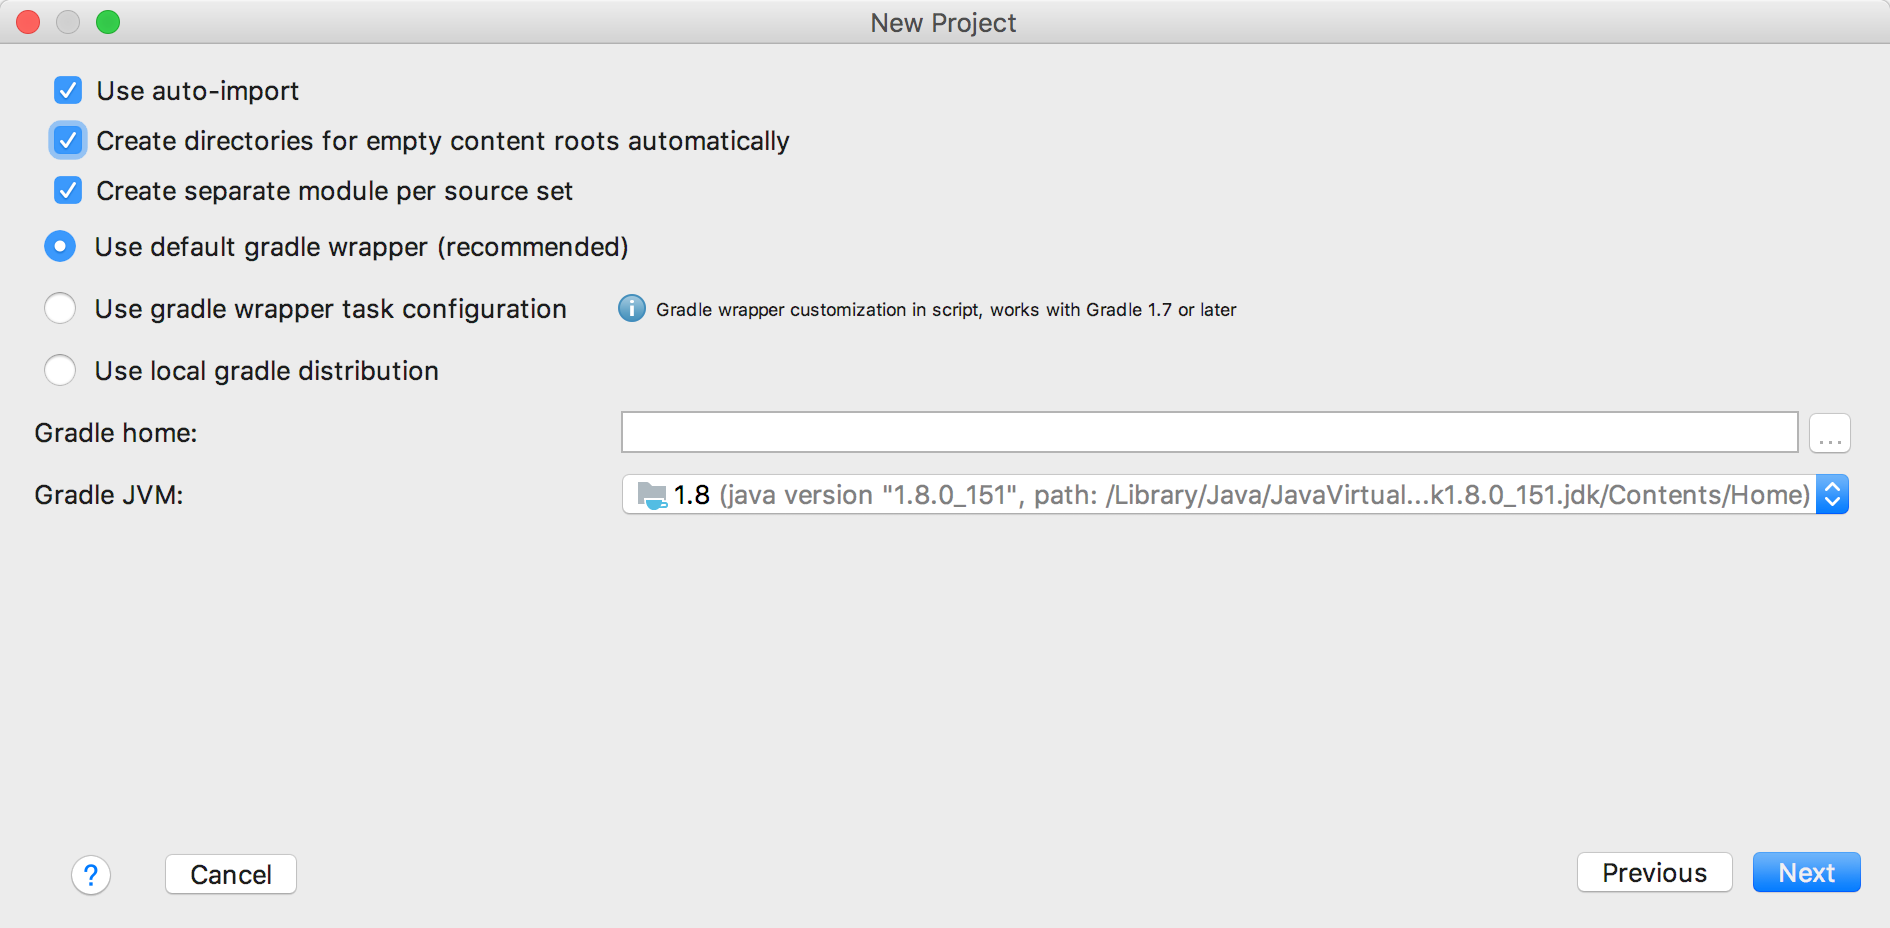 New Project
Use auto-import
Create directories for empty content roots automatically
Create separate module per source set
Use default gradle wrapper (recommended)
Use gradle wrapper task configuration
Gradle wrapper customization in script, works with Gradle 1.7 or later
Use local gradle distribution
Gradle home:
...
Gradle JVM:
1.8 (java version "1.8.0_151", path: /Library/Java/JavaVirtual...k1.8.0_151.jdk/Contents/Home)
?
Cancel
Previous
Next